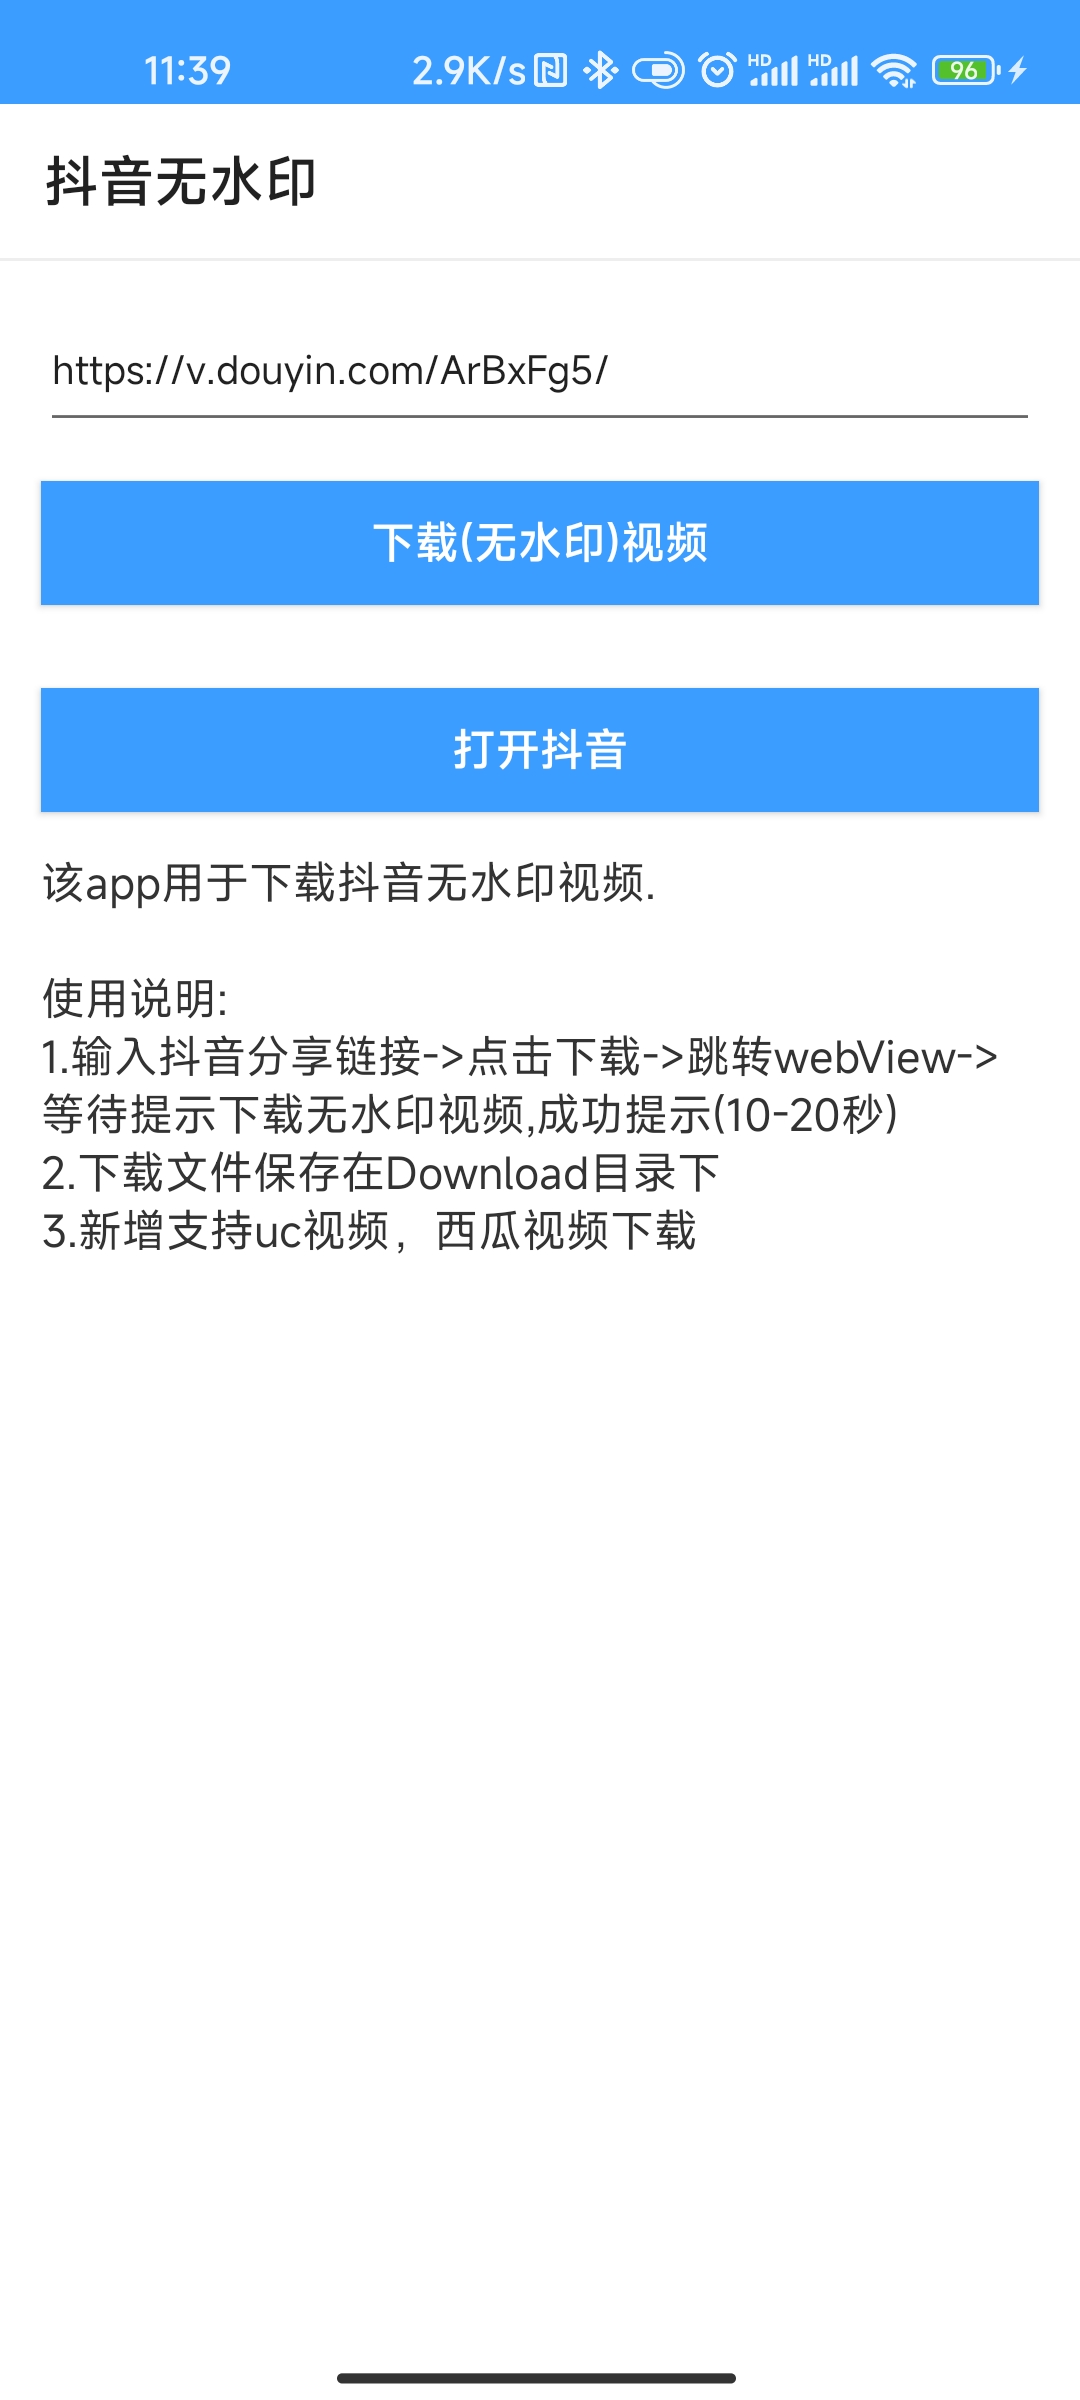 11:39 2.9K/s HD HD 96
抖音无水印
https://v.douyin.com/ArBxFg5/
下载(无水印)视频
打开抖音
该app用于下载抖音无水印视频.
使用说明:
1.输入抖音分享链接->点击下载->跳转webView->
等待提示下载无水印视频,成功提示(10-20秒)
2.下载文件保存在Download目录下
3.新增支持uc视频，西瓜视频下载